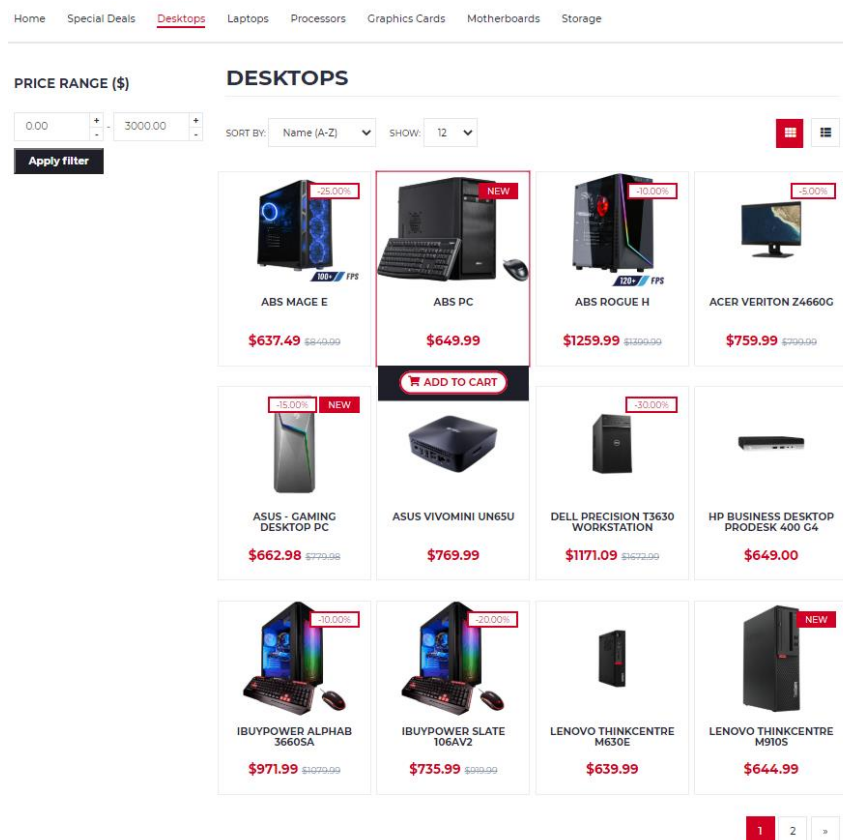 Home Special Deals Desktops Laptops Processors Graphics Cards Motherboards Storage
PRICE RANGE ($)
0.00 + - - 3000.00 + -
Apply filter
DESKTOPS
SORT BY: Name (A-Z) SHOW: 12
-25.00%
100+ FPS
ABS MAGE E
$637.49 $849.99
NEW
ABS PC
$649.99
ADD TO CART
-10.00%
120+ FPS
ABS ROGUE H
$1259.99 $1399.99
-5.00%
ACER VERITON Z4660G
$759.99 $799.99
-15.00% NEW
ASUS - GAMING
DESKTOP PC
$662.98 $779.98
ASUS VIVOMINI UN65U
$769.99
-30.00%
DELL PRECISION T3630
WORKSTATION
$1171.09 $1672.99
HP BUSINESS DESKTOP
PRODESK 400 G4
$649.00
-10.00%
IBUYPOWER ALPHAB
3660SA
$971.99 $1079.99
-20.00%
IBUYPOWER SLATE
106AV2
$735.99 $919.99
LENOVO THINKCENTRE
M630E
$639.99
NEW
LENOVO THINKCENTRE
M910S
$644.99
1 2 »